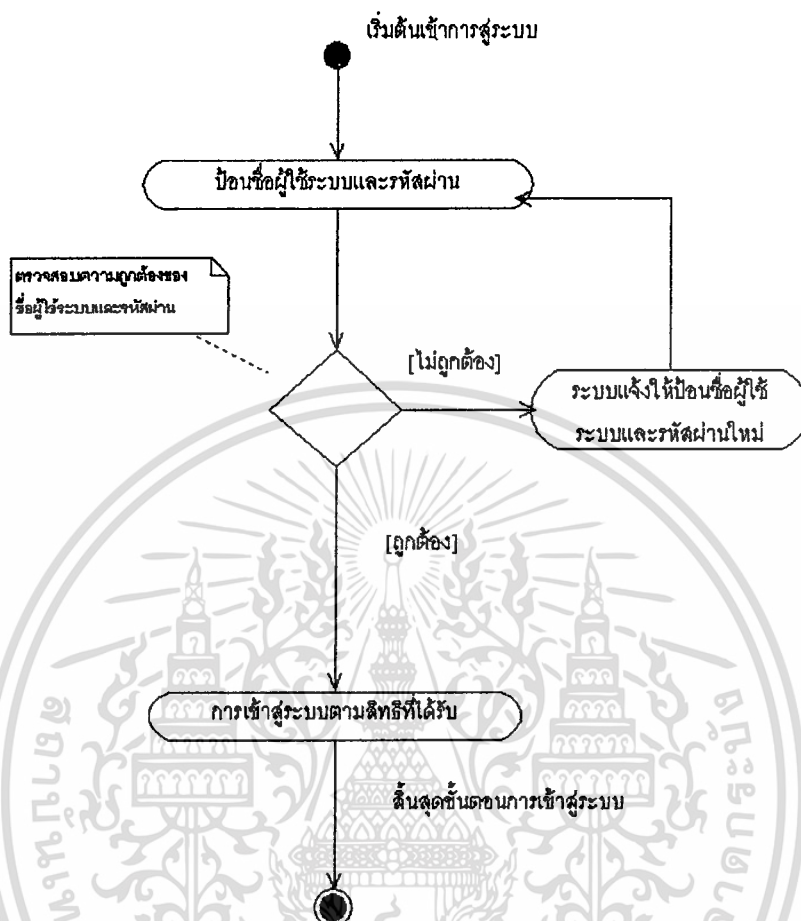 เริ่มต้นเข้าการสู่ระบบ
ป้อนชื่อผู้ใช้ระบบและรหัสผ่าน
ตรวจสอบความถูกต้องของ
ชื่อผู้ใช้ระบบและรหัสผ่าน
[ไม่ถูกต้อง]
ระบบแจ้งให้ป้อนชื่อผู้ใช้
ระบบและรหัสผ่านใหม่
[ถูกต้อง]
การเข้าสู่ระบบตามสิทธิที่ได้รับ
สิ้นสุดขั้นตอนการเข้าสู่ระบบ